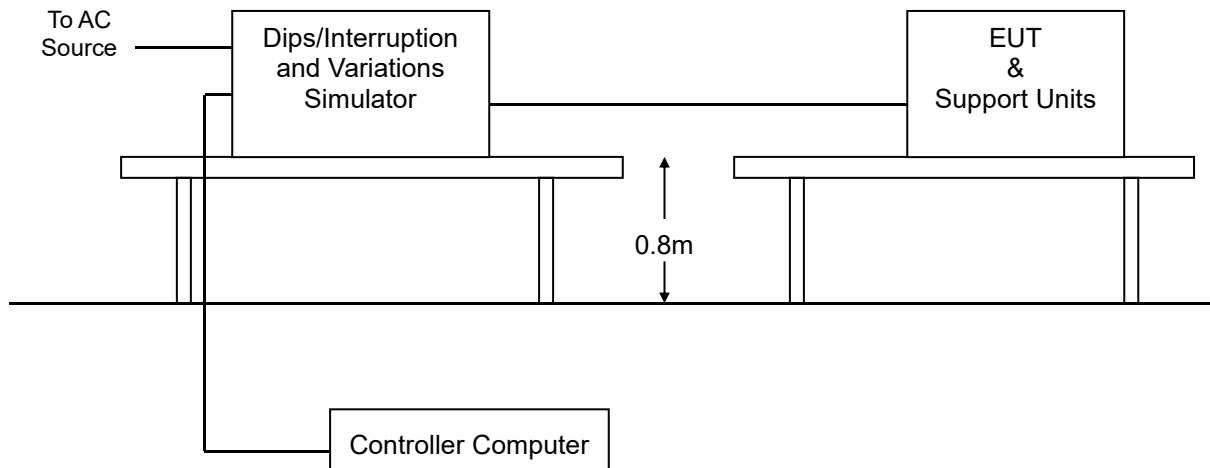 To AC
Source
Dips/Interruption
and Variations
Simulator
EUT
&
Support Units
0.8m
Controller Computer